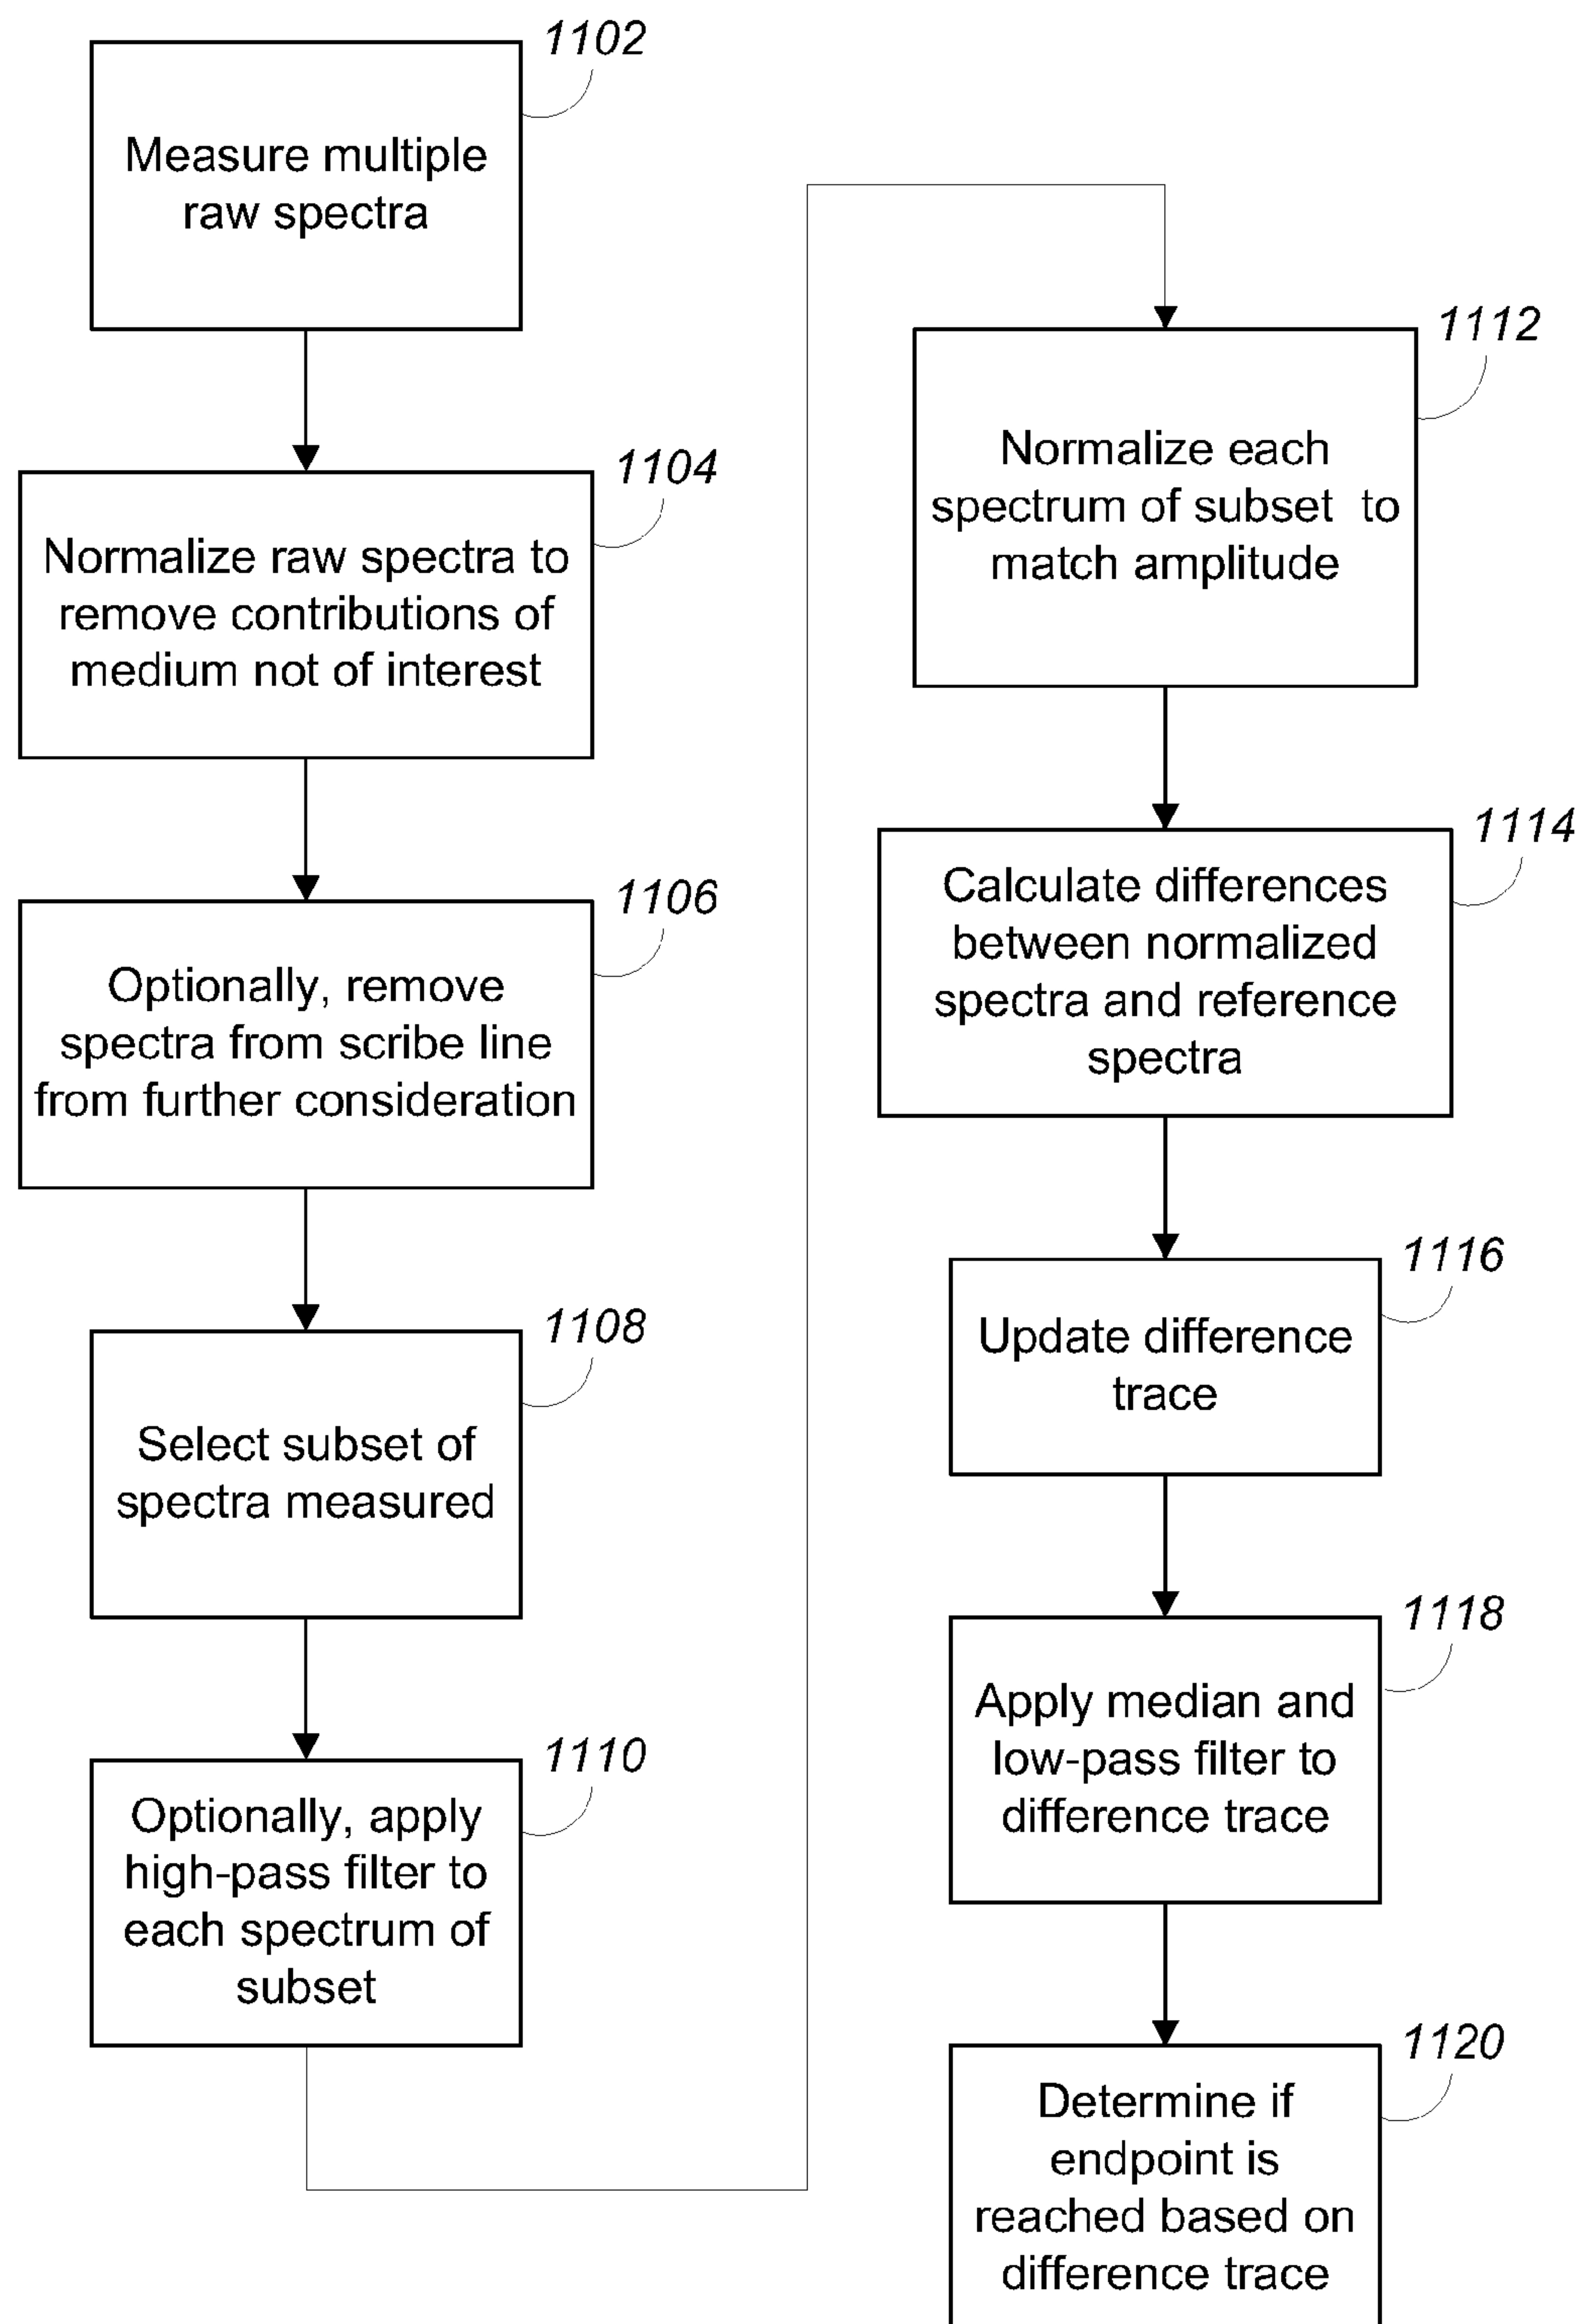 1102
Measure multiple
raw spectra
1104
Normalize raw spectra to
remove contributions of
medium not of interest
1106
Optionally, remove
spectra from scribe line
from further consideration
1108
Select subset of
spectra measured
1110
Optionally, apply
high-pass filter to
each spectrum of
subset
1112
Normalize each
spectrum of subset to
match amplitude
1114
Calculate differences
between normalized
spectra and reference
spectra
1116
Update difference
trace
1118
Apply median and
low-pass filter to
difference trace
1120
Determine if
endpoint is
reached based on
difference trace